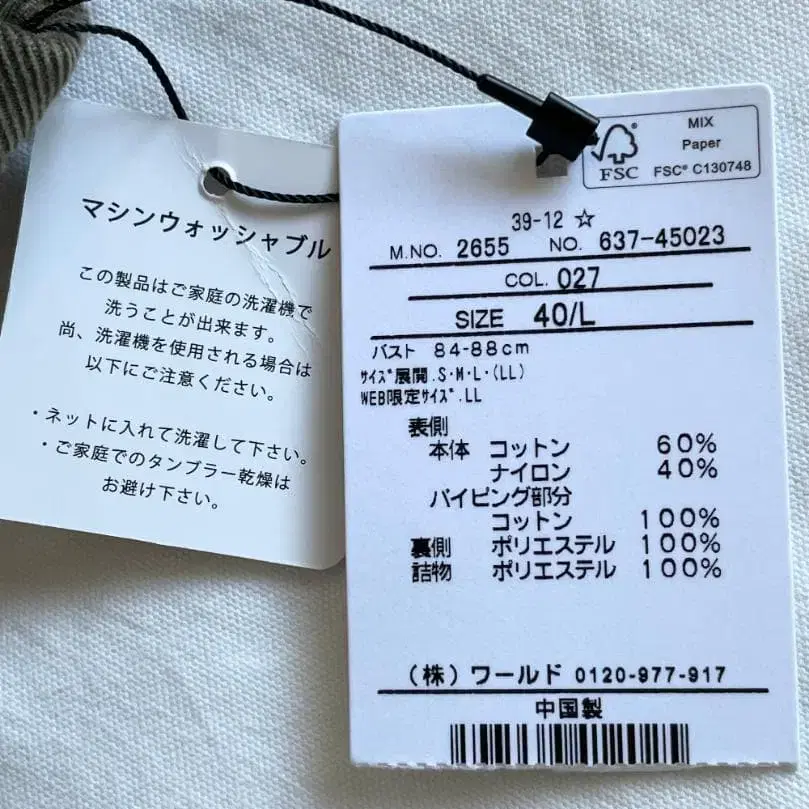 マシンウォッシャブル
この製品はご家庭の洗濯機で
洗うことが出来ます。
尚、洗濯機を使用される場合は
以下にご注意ください。
・ネットに入れて洗濯して下さい。
・ご家庭でのタンブラー乾燥は
お避け下さい。
MIX
Paper
FSC FSC® C130748
39-12 ☆
M.NO. 2655 NO. 637-45023
COL. 027
SIZE 40/L
バスト 84-88cm
ｻｲｽﾞ展開.S･M･L･(LL)
WEB限定ｻｲｽﾞ.LL
表側
本体 コットン 60%
ナイロン 40%
パイピング部分
コットン 100%
裏側 ポリエステル 100%
詰物 ポリエステル 100%
(株) ワールド 0120-977-917
中国製